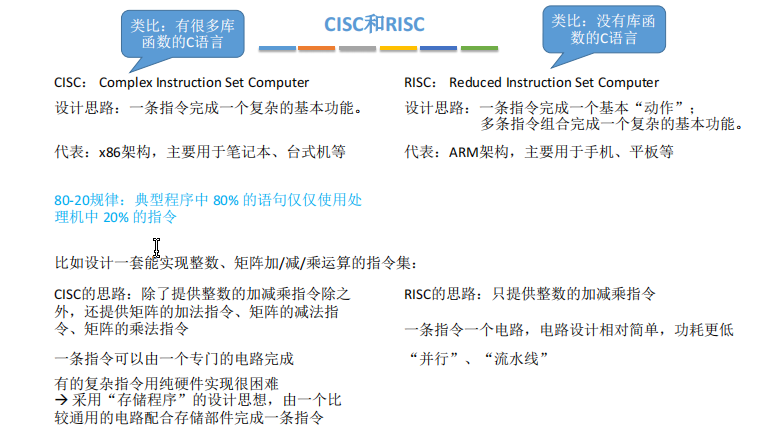 类比：有很多库
函数的C语言
CISC和RISC
类比：没有库函
数的C语言
CISC： Complex Instruction Set Computer
设计思路：一条指令完成一个复杂的基本功能。
代表：x86架构，主要用于笔记本、台式机等
80-20规律：典型程序中 80% 的语句仅仅使用处
理机中 20% 的指令
RISC： Reduced Instruction Set Computer
设计思路：一条指令完成一个基本“动作”；
多条指令组合完成一个复杂的基本功能。
代表：ARM架构，主要用于手机、平板等
比如设计一套能实现整数、矩阵加/减/乘运算的指令集：
CISC的思路：除了提供整数的加减乘指令除之
外，还提供矩阵的加法指令、矩阵的减法指
令、矩阵的乘法指令
一条指令可以由一个专门的电路完成
有的复杂指令用纯硬件实现很困难
→ 采用“存储程序”的设计思想，由一个比
较通用的电路配合存储部件完成一条指令
RISC的思路：只提供整数的加减乘指令
一条指令一个电路，电路设计相对简单，功耗更低
“并行”、“流水线”